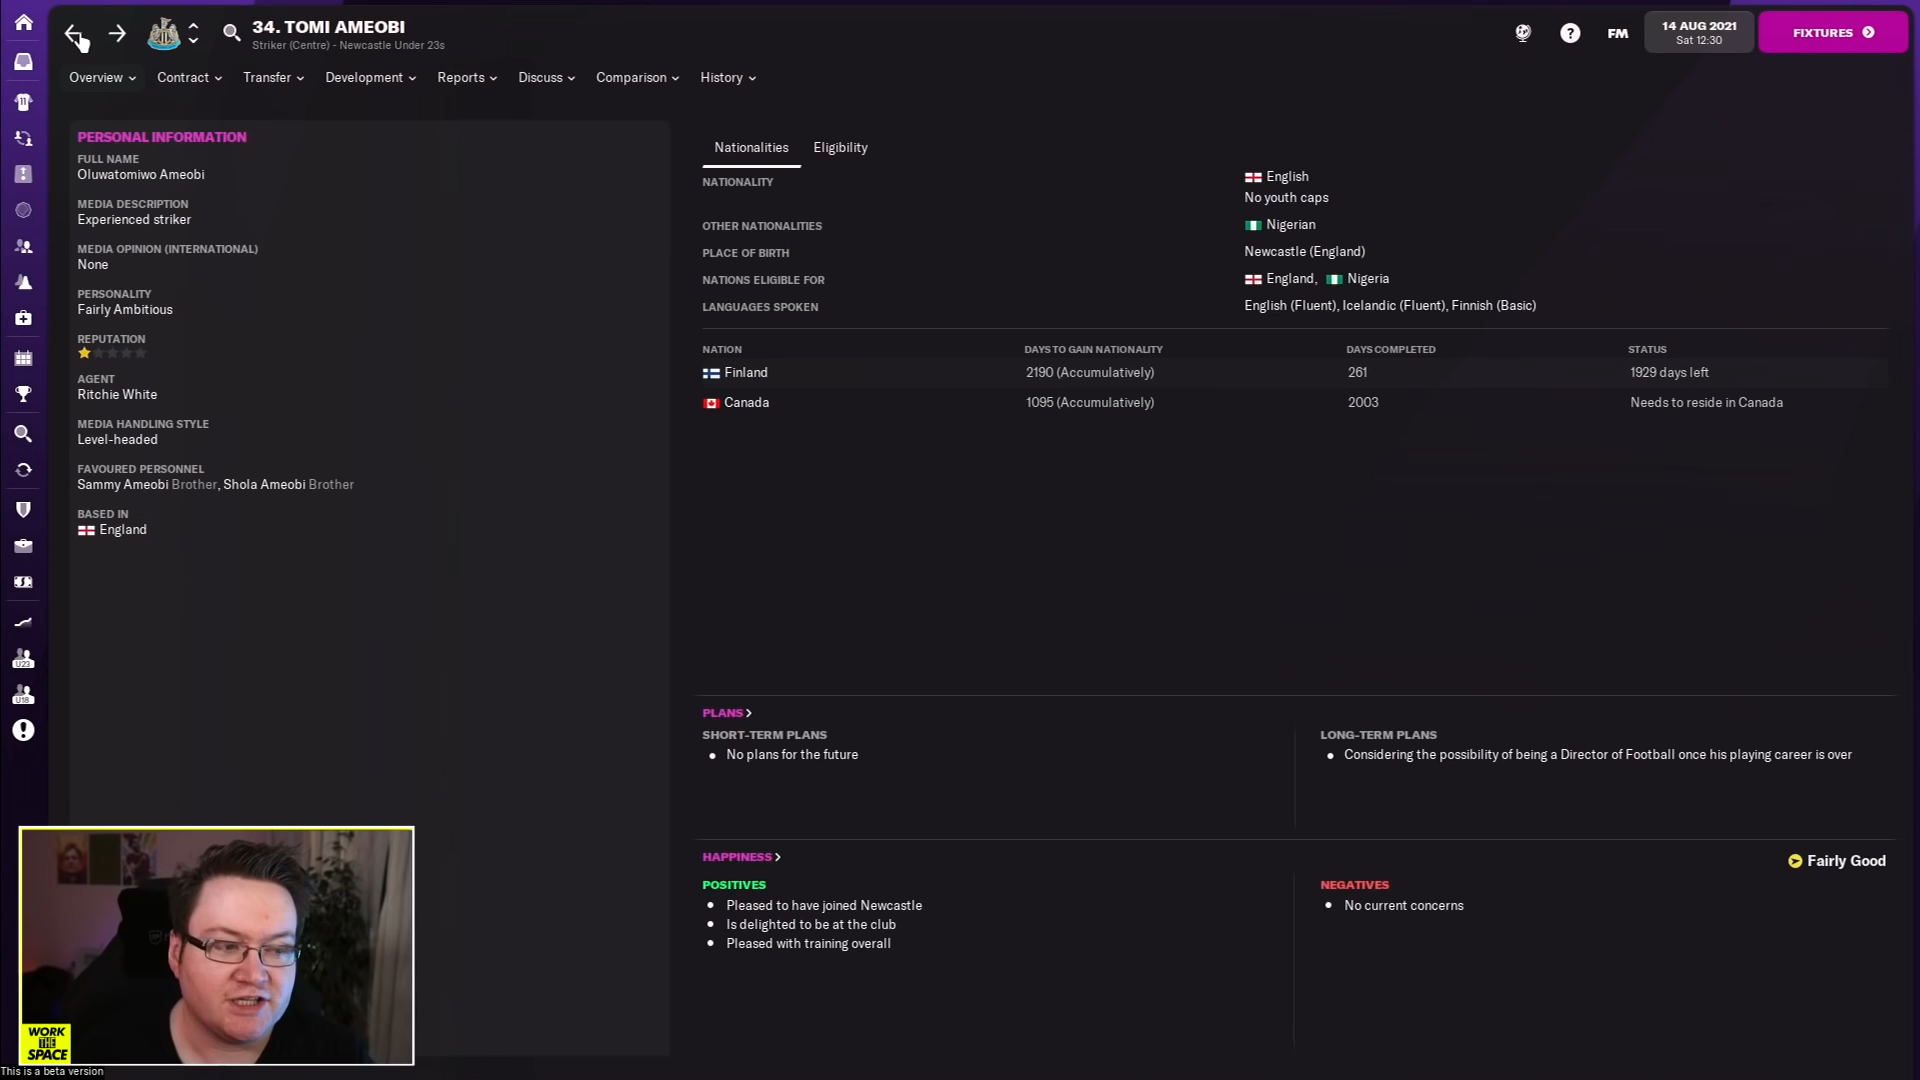 34. TOMI AMEOBI
Striker (Centre) - Newcastle Under 23s
FM
14 AUG 2021
Sat 12:30
FIXTURES
Overview
Contract
Transfer
Development
Reports
Discuss
Comparison
History
PERSONAL INFORMATION
FULL NAME
Oluwatomiwo Ameobi
MEDIA DESCRIPTION
Experienced striker
MEDIA OPINION (INTERNATIONAL)
None
PERSONALITY
Fairly Ambitious
REPUTATION
AGENT
Ritchie White
MEDIA HANDLING STYLE
Level-headed
FAVOURED PERSONNEL
Sammy Ameobi Brother, Shola Ameobi Brother
BASED IN
England
Nationalities
Eligibility
NATIONALITY
English
No youth caps
OTHER NATIONALITIES
Nigerian
PLACE OF BIRTH
Newcastle (England)
NATIONS ELIGIBLE FOR
England, Nigeria
LANGUAGES SPOKEN
English (Fluent), Icelandic (Fluent), Finnish (Basic)
NATION DAYS TO GAIN NATIONALITY DAYS COMPLETED STATUS
Finland 2190 (Accumulatively) 261 1929 days left
Canada 1095 (Accumulatively) 2003 Needs to reside in Canada
PLANS
SHORT-TERM PLANS
No plans for the future
LONG-TERM PLANS
Considering the possibility of being a Director of Football once his playing career is over
HAPPINESS
Fairly Good
POSITIVES
Pleased to have joined Newcastle
Is delighted to be at the club
Pleased with training overall
NEGATIVES
No current concerns
U23
U18
WORK
THE
SPACE
This is a beta version